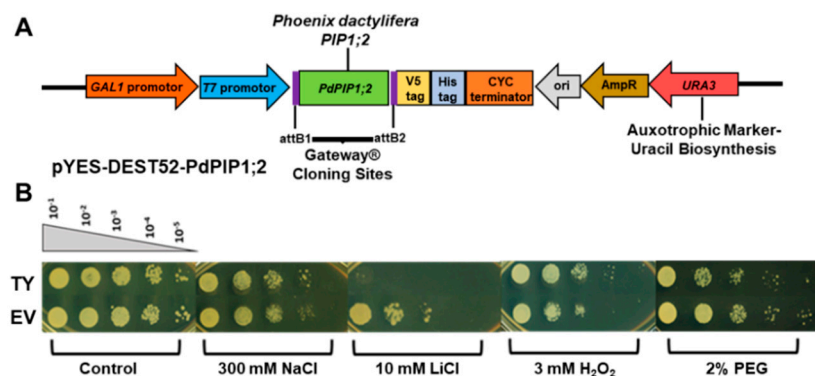 A
Phoenix dactylifera
PIP1;2
GAL1 promotor
T7 promotor
PdPIP1;2
V5 tag
His tag
CYC terminator
ori
AmpR
URA3
attB1
attB2
Gateway®
Cloning Sites
Auxotrophic Marker-
Uracil Biosynthesis
pYES-DEST52-PdPIP1;2
B
10-1
10-2
10-3
10-4
10-5
TY
EV
Control
300 mM NaCl
10 mM LiCl
3 mM H2O2
2% PEG